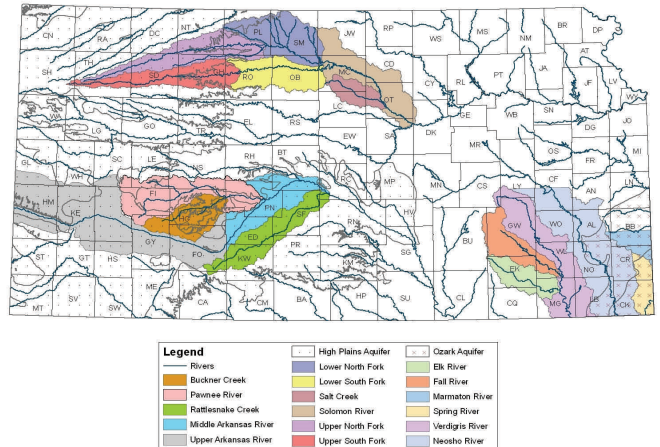 CN RA DC NT PL SM JW RP WS MS NM BR DP
AT
SH TH SD GH RO OB MC CD CY RL PT JA JF LV
WY
OT
WA LG GO TR EL RS LC EW SA DK GE WB SN DG JO
MR OS FR MI
GL WH SC LE NS RH BT RC MP MN CS LY CF AN LN
HM KE FI HG PN SF RN HV BU GW WO AL BB
GY FO ED PR SG WL CR
ST GT HS KW KM EK NO
MT SV SW ME CA CM BA HP SU CL CQ MG LB CK
Legend
Rivers
Buckner Creek
Pawnee River
Rattlesnake Creek
Middle Arkansas River
Upper Arkansas River
High Plains Aquifer
Lower North Fork
Lower South Fork
Salt Creek
Solomon River
Upper North Fork
Upper South Fork
Ozark Aquifer
Elk River
Fall River
Marmaton River
Spring River
Verdigris River
Neosho River